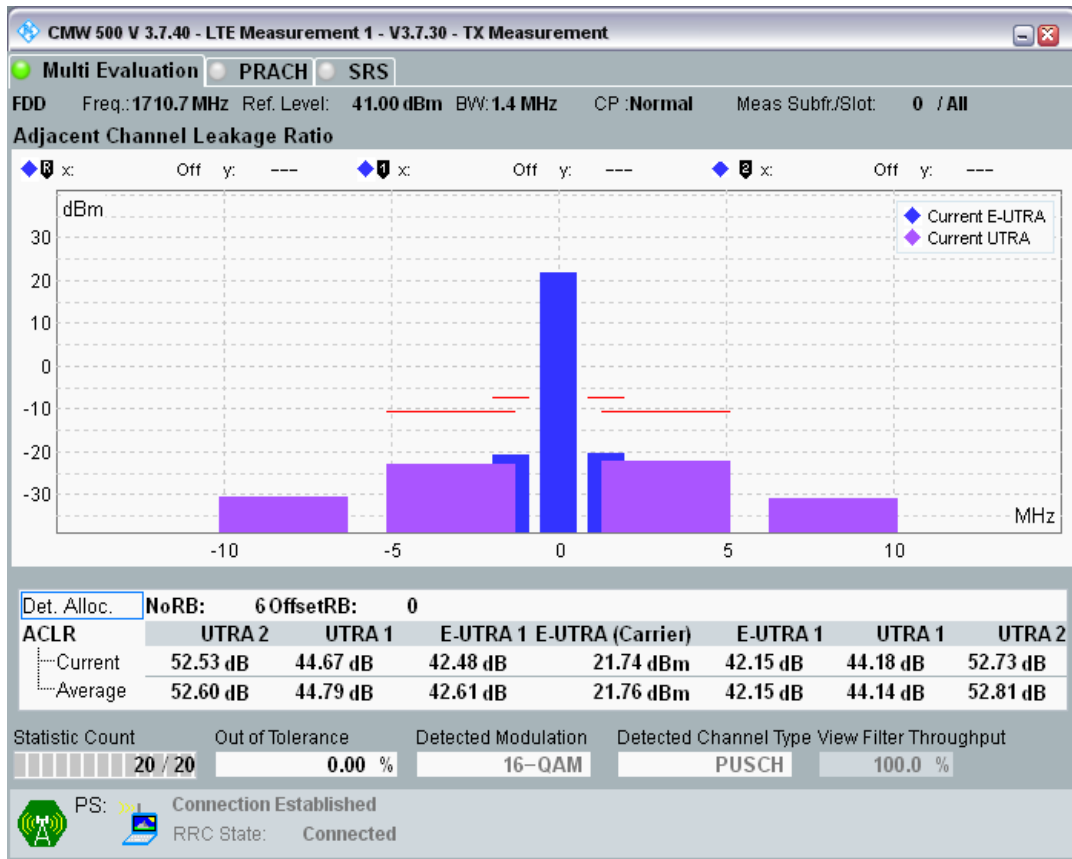 CMW 500 V 3.7.40 - LTE Measurement 1 - V3.7.30 - TX Measurement
Multi Evaluation PRACH SRS
FDD Freq.: 1710.7 MHz Ref. Level: 41.00 dBm BW: 1.4 MHz CP :Normal Meas Subfr./Slot: 0 / All
Adjacent Channel Leakage Ratio
R x: Off y: --- 1 x: Off y: --- 2 x: Off y: ---
dBm
Current E-UTRA
Current UTRA
30
20
10
0
-10
-20
-30
MHz
-10 -5 0 5 10
Det. Alloc. NoRB: 6 OffsetRB: 0
ACLR UTRA 2 UTRA 1 E-UTRA 1 E-UTRA (Carrier) E-UTRA 1 UTRA 1 UTRA 2
Current 52.53 dB 44.67 dB 42.48 dB 21.74 dBm 42.15 dB 44.18 dB 52.73 dB
Average 52.60 dB 44.79 dB 42.61 dB 21.76 dBm 42.15 dB 44.14 dB 52.81 dB
Statistic Count Out of Tolerance Detected Modulation Detected Channel Type View Filter Throughput
20 / 20 0.00 % 16-QAM PUSCH 100.0 %
PS: Connection Established
RRC State: Connected